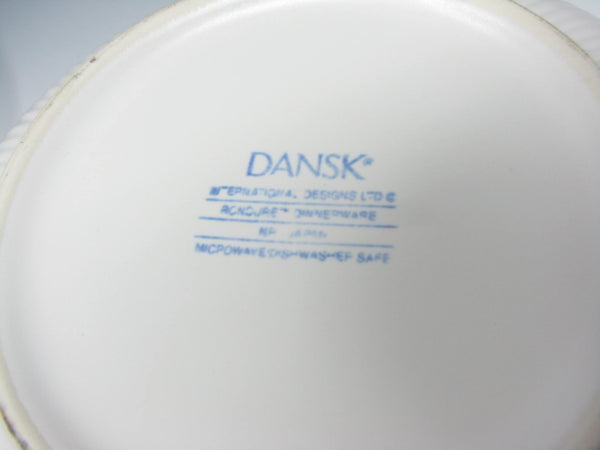 DANSK®
INTERNATIONAL DESIGNS LTD ©
RONDURE™ DINNERWARE
JAPAN
MICROWAVE/DISHWASHER SAFE